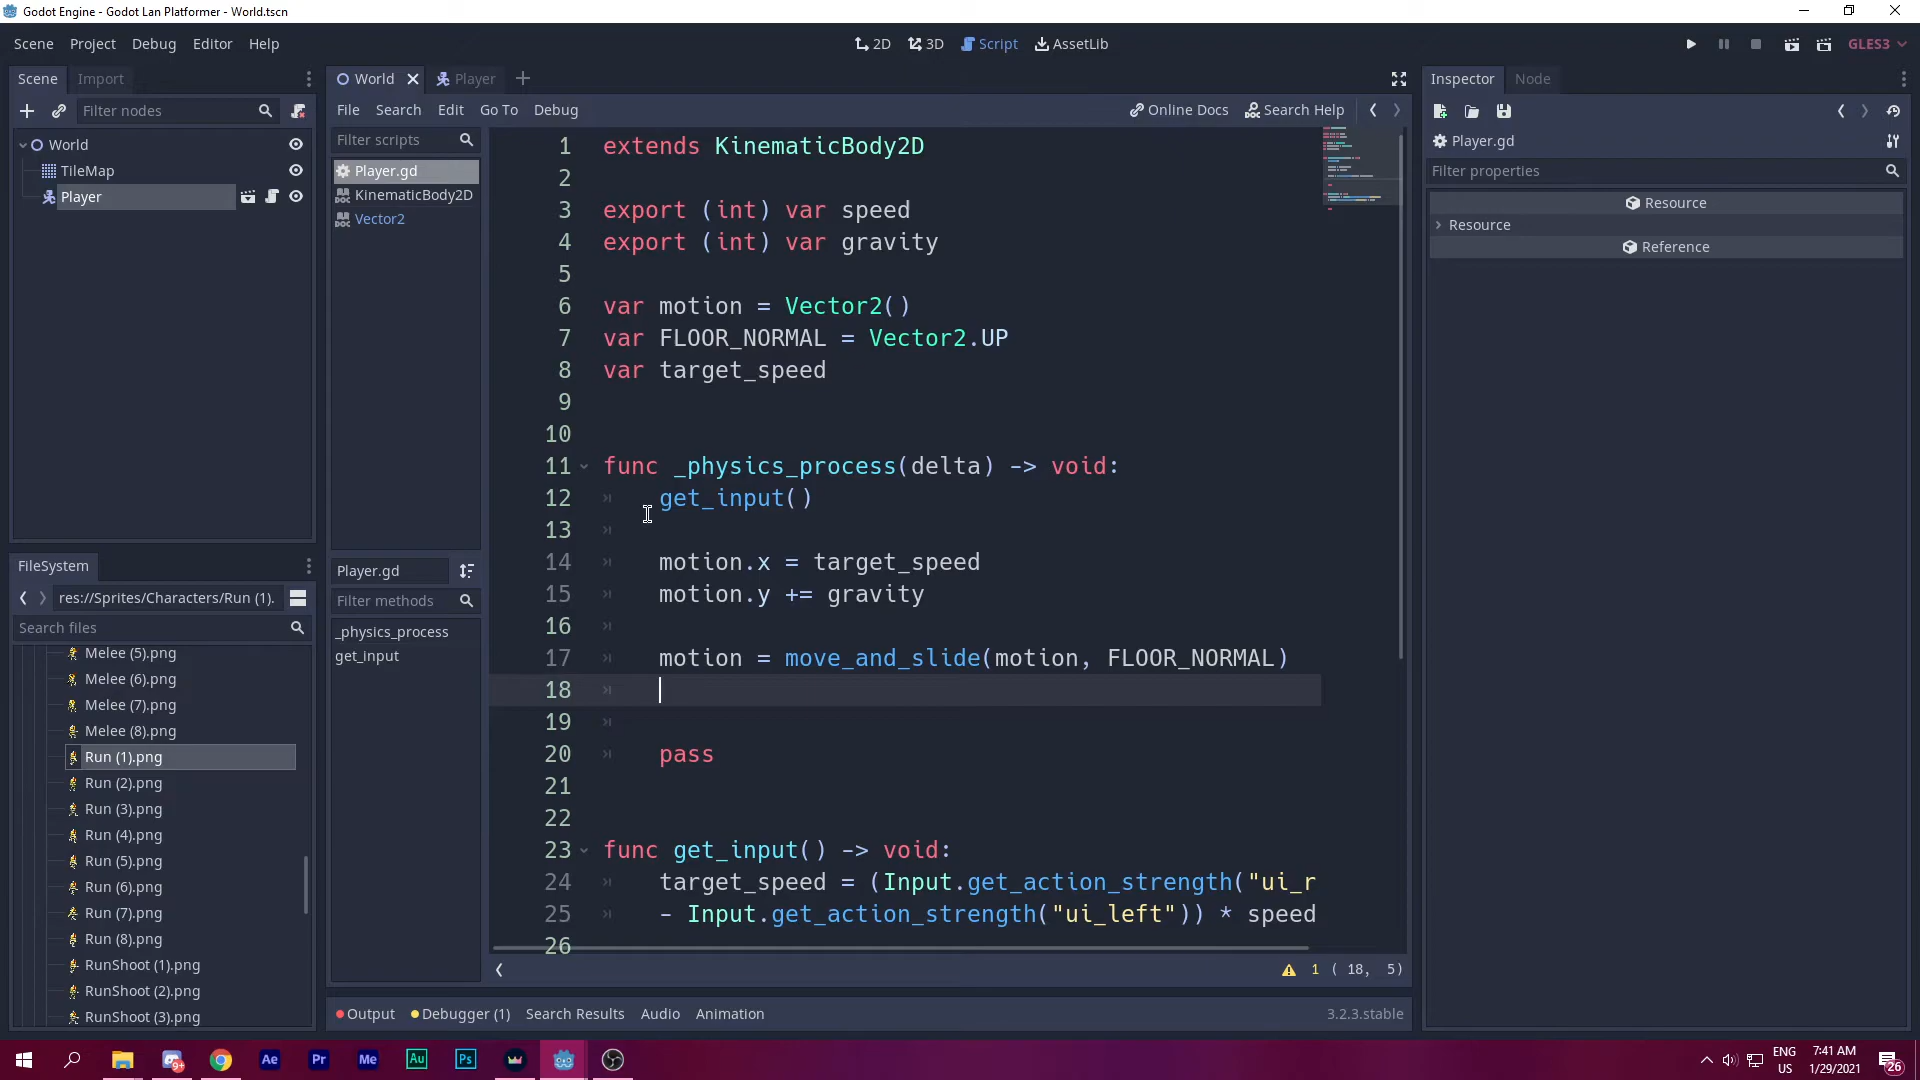 Godot Engine - Godot Lan Platformer - World.tscn
Scene Project Debug Editor Help
2D 3D Script AssetLib
GLES3
Scene Import
Filter nodes
World
TileMap
Player
FileSystem
res://Sprites/Characters/Run (1).
Search files
Melee (5).png
Melee (6).png
Melee (7).png
Melee (8).png
Run (1).png
Run (2).png
Run (3).png
Run (4).png
Run (5).png
Run (6).png
Run (7).png
Run (8).png
RunShoot (1).png
RunShoot (2).png
RunShoot (3).png
World Player
File Search Edit Go To Debug
Online Docs Search Help
Filter scripts
Player.gd
KinematicBody2D
Vector2
Player.gd
Filter methods
_physics_process
get_input
1 extends KinematicBody2D
2
3 export (int) var speed
4 export (int) var gravity
5
6 var motion = Vector2()
7 var FLOOR_NORMAL = Vector2.UP
8 var target_speed
9
10
11 func _physics_process(delta) -> void:
12 get_input()
13
14 motion.x = target_speed
15 motion.y += gravity
16
17 motion = move_and_slide(motion, FLOOR_NORMAL)
18
19
20 pass
21
22
23 func get_input() -> void:
24 target_speed = (Input.get_action_strength("ui_r
25 - Input.get_action_strength("ui_left")) * speed
26
1 ( 18, 5)
Output Debugger (1) Search Results Audio Animation
3.2.3.stable
Inspector Node
Player.gd
Filter properties
Resource
Resource
Reference
9+
Ae Pr Me Au Ps
ENG
US
7:41 AM
1/29/2021
26